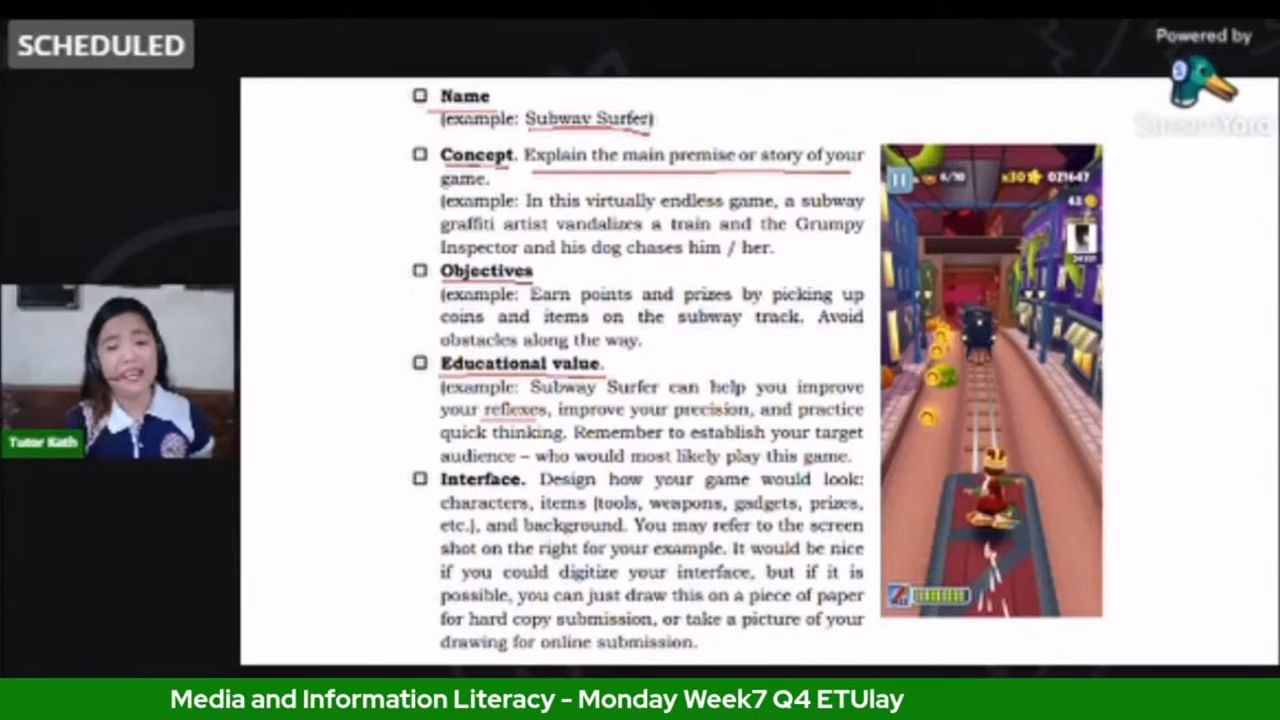 SCHEDULED
Powered by
StreamYard
Name
(example: Subway Surfer)
Concept. Explain the main premise or story of your
game.
(example: In this virtually endless game, a subway
graffiti artist vandalizes a train and the Grumpy
Inspector and his dog chases him / her.
Objectives
(example: Earn points and prizes by picking up
coins and items on the subway track. Avoid
obstacles along the way.
Educational value.
(example: Subway Surfer can help you improve
your reflexes, improve your precision, and practice
quick thinking. Remember to establish your target
audience – who would most likely play this game.
Interface. Design how your game would look:
characters, items (tools, weapons, gadgets, prizes,
etc.), and background. You may refer to the screen
shot on the right for your example. It would be nice
if you could digitize your interface, but if it is
possible, you can just draw this on a piece of paper
for hard copy submission, or take a picture of your
drawing for online submission.
x30 021647
43
Tutor Kath
Media and Information Literacy - Monday Week7 Q4 ETUlay